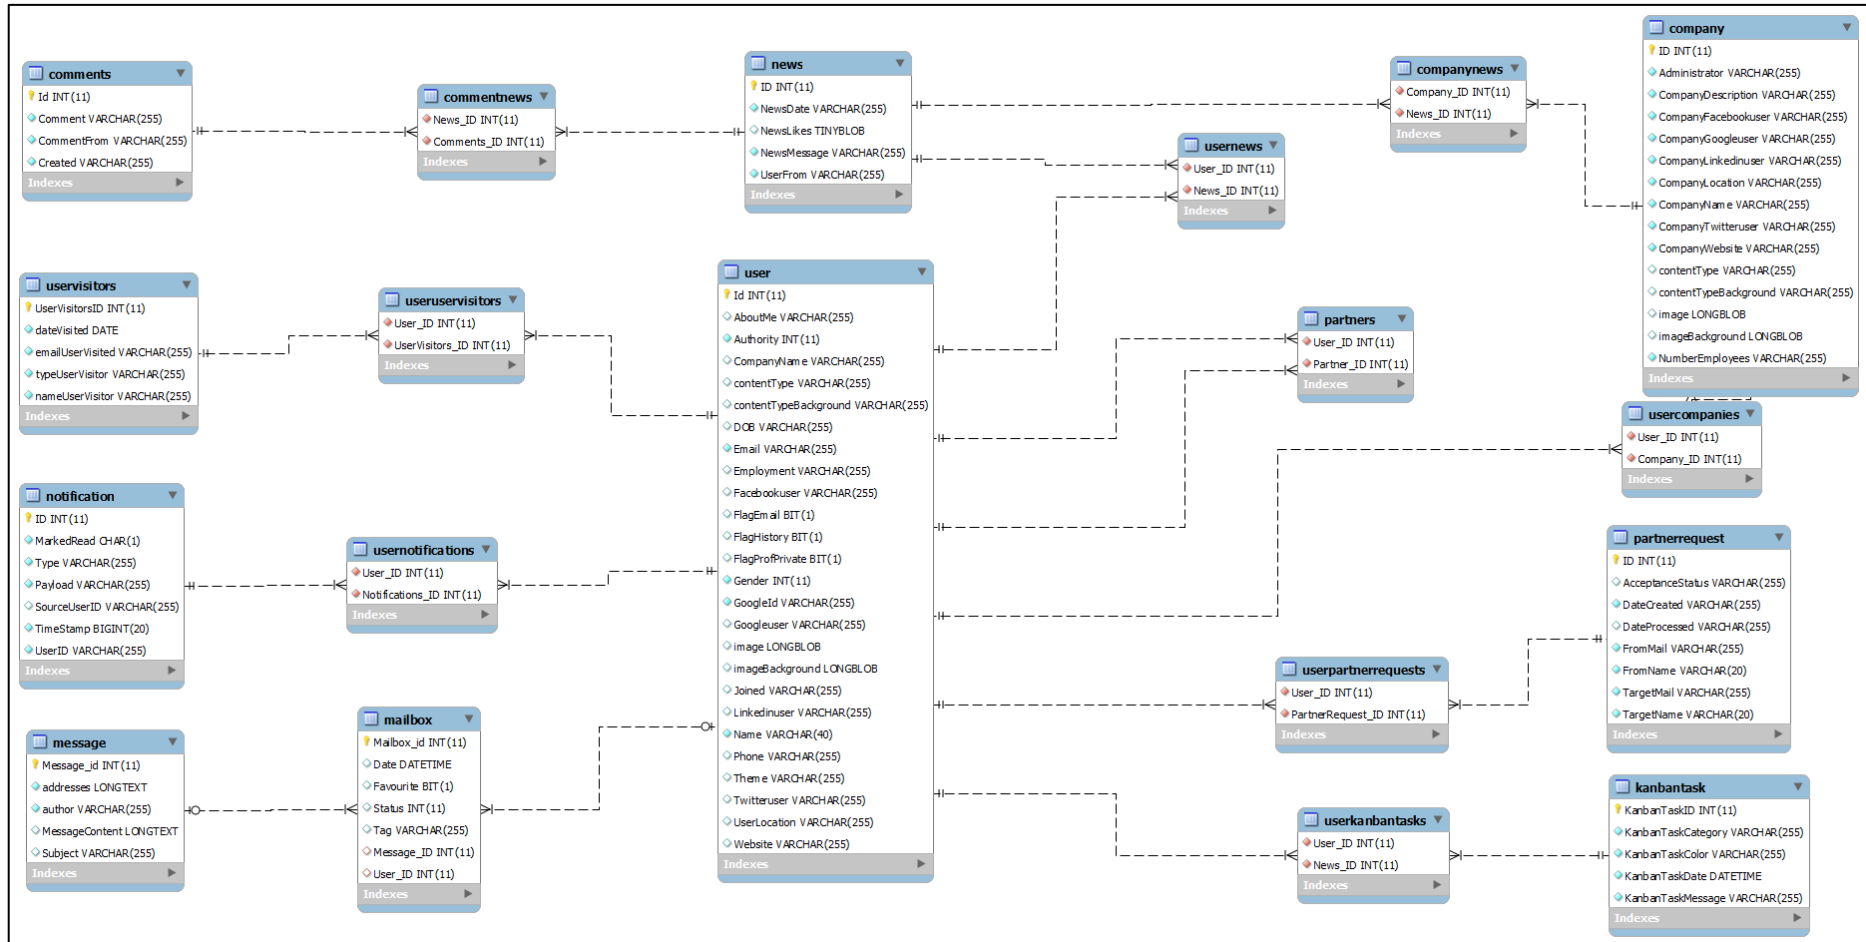 comments
Id INT(11)
Comment VARCHAR(255)
CommentFrom VARCHAR(255)
Created VARCHAR(255)
Indexes
commentnews
News_ID INT(11)
Comments_ID INT(11)
Indexes
news
ID INT(11)
NewsDate VARCHAR(255)
NewsLikes TINYBLOB
NewsMessage VARCHAR(255)
UserFrom VARCHAR(255)
Indexes
usernews
User_ID INT(11)
News_ID INT(11)
Indexes
companynews
Company_ID INT(11)
News_ID INT(11)
Indexes
company
ID INT(11)
Administrator VARCHAR(255)
CompanyDescription VARCHAR(255)
CompanyFacebookuser VARCHAR(255)
CompanyGoogleuser VARCHAR(255)
CompanyLinkedinuser VARCHAR(255)
CompanyLocation VARCHAR(255)
CompanyName VARCHAR(255)
CompanyTwitteruser VARCHAR(255)
CompanyWebsite VARCHAR(255)
contentType VARCHAR(255)
contentTypeBackground VARCHAR(255)
image LONGBLOB
imageBackground LONGBLOB
NumberEmployees VARCHAR(255)
Indexes
uservisitors
UserVisitorsID INT(11)
dateVisited DATE
emailUserVisited VARCHAR(255)
typeUserVisitor VARCHAR(255)
nameUserVisitor VARCHAR(255)
Indexes
useruservisitors
User_ID INT(11)
UserVisitors_ID INT(11)
Indexes
user
Id INT(11)
AboutMe VARCHAR(255)
Authority INT(11)
CompanyName VARCHAR(255)
contentType VARCHAR(255)
contentTypeBackground VARCHAR(255)
DOB VARCHAR(255)
Email VARCHAR(255)
Employment VARCHAR(255)
Facebookuser VARCHAR(255)
FlagEmail BIT(1)
FlagHistory BIT(1)
FlagProfPrivate BIT(1)
Gender INT(11)
GoogleId VARCHAR(255)
Googleuser VARCHAR(255)
image LONGBLOB
imageBackground LONGBLOB
Joined VARCHAR(255)
Linkedinuser VARCHAR(255)
Name VARCHAR(40)
Phone VARCHAR(255)
Theme VARCHAR(255)
Twitteruser VARCHAR(255)
UserLocation VARCHAR(255)
Website VARCHAR(255)
Indexes
partners
User_ID INT(11)
Partner_ID INT(11)
Indexes
usercompanies
User_ID INT(11)
Company_ID INT(11)
Indexes
notification
ID INT(11)
MarkedRead CHAR(1)
Type VARCHAR(255)
Payload VARCHAR(255)
SourceUserID VARCHAR(255)
TimeStamp BIGINT(20)
UserID VARCHAR(255)
Indexes
usernotifications
User_ID INT(11)
Notifications_ID INT(11)
Indexes
partnerrequest
ID INT(11)
AcceptanceStatus VARCHAR(255)
DateCreated VARCHAR(255)
DateProcessed VARCHAR(255)
FromMail VARCHAR(255)
FromName VARCHAR(20)
TargetMail VARCHAR(255)
TargetName VARCHAR(20)
Indexes
userpartnerrequests
User_ID INT(11)
PartnerRequest_ID INT(11)
Indexes
message
Message_id INT(11)
addresses LONGTEXT
author VARCHAR(255)
MessageContent LONGTEXT
Subject VARCHAR(255)
Indexes
mailbox
Mailbox_id INT(11)
Date DATETIME
Favourite BIT(1)
Status INT(11)
Tag VARCHAR(255)
Message_ID INT(11)
User_ID INT(11)
Indexes
userkanbantasks
User_ID INT(11)
News_ID INT(11)
Indexes
kanbantask
KanbanTaskID INT(11)
KanbanTaskCategory VARCHAR(255)
KanbanTaskColor VARCHAR(255)
KanbanTaskDate DATETIME
KanbanTaskMessage VARCHAR(255)
Indexes